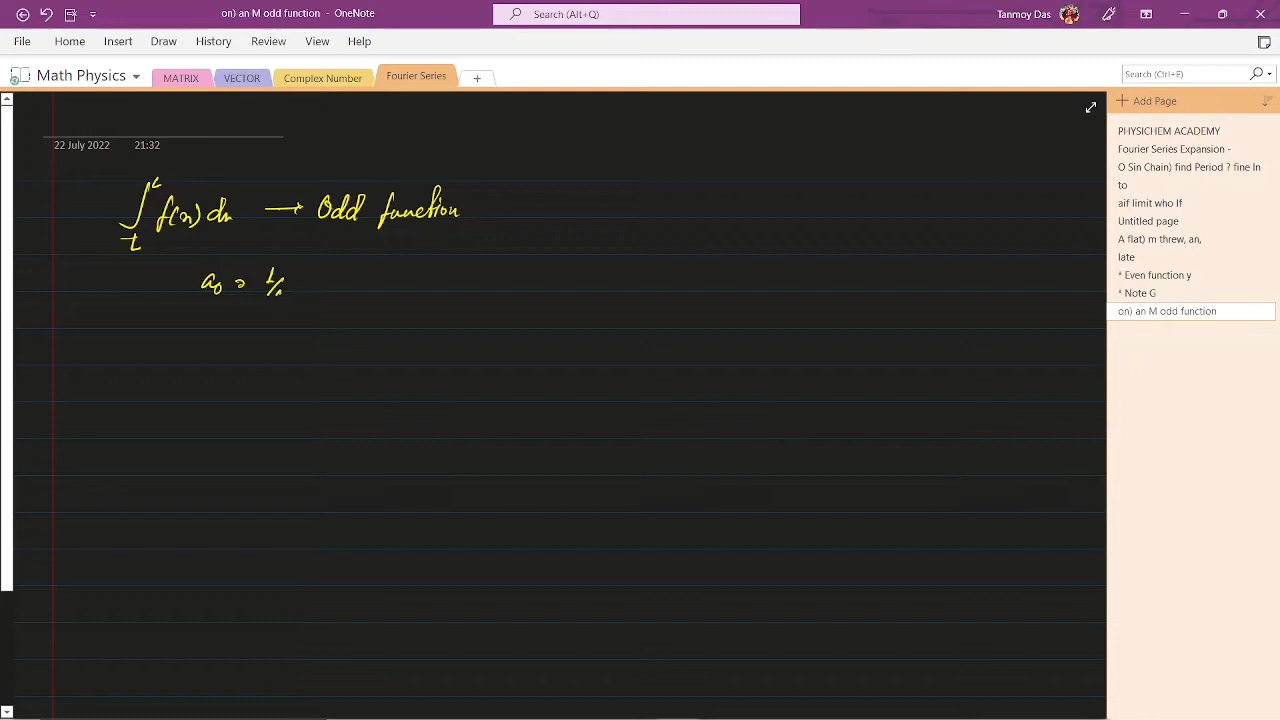 on) an M odd function - OneNote
Search (Alt+Q)
Tanmoy Das
File Home Insert Draw History Review View Help
Math Physics
MATRIX VECTOR Complex Number Fourier Series +
Search (Ctrl+E)
Add Page
PHYSICHEM ACADEMY
Fourier Series Expansion -
O Sin Chain) find Period ? fine In
to
aif limit who If
Untitled page
A flat) m threw, an,
late
* Even function y
* Note G
on) an M odd function
22 July 2022 21:32
∫_{-L}^{L} f(x) dx → Odd function
a₀ = 1/